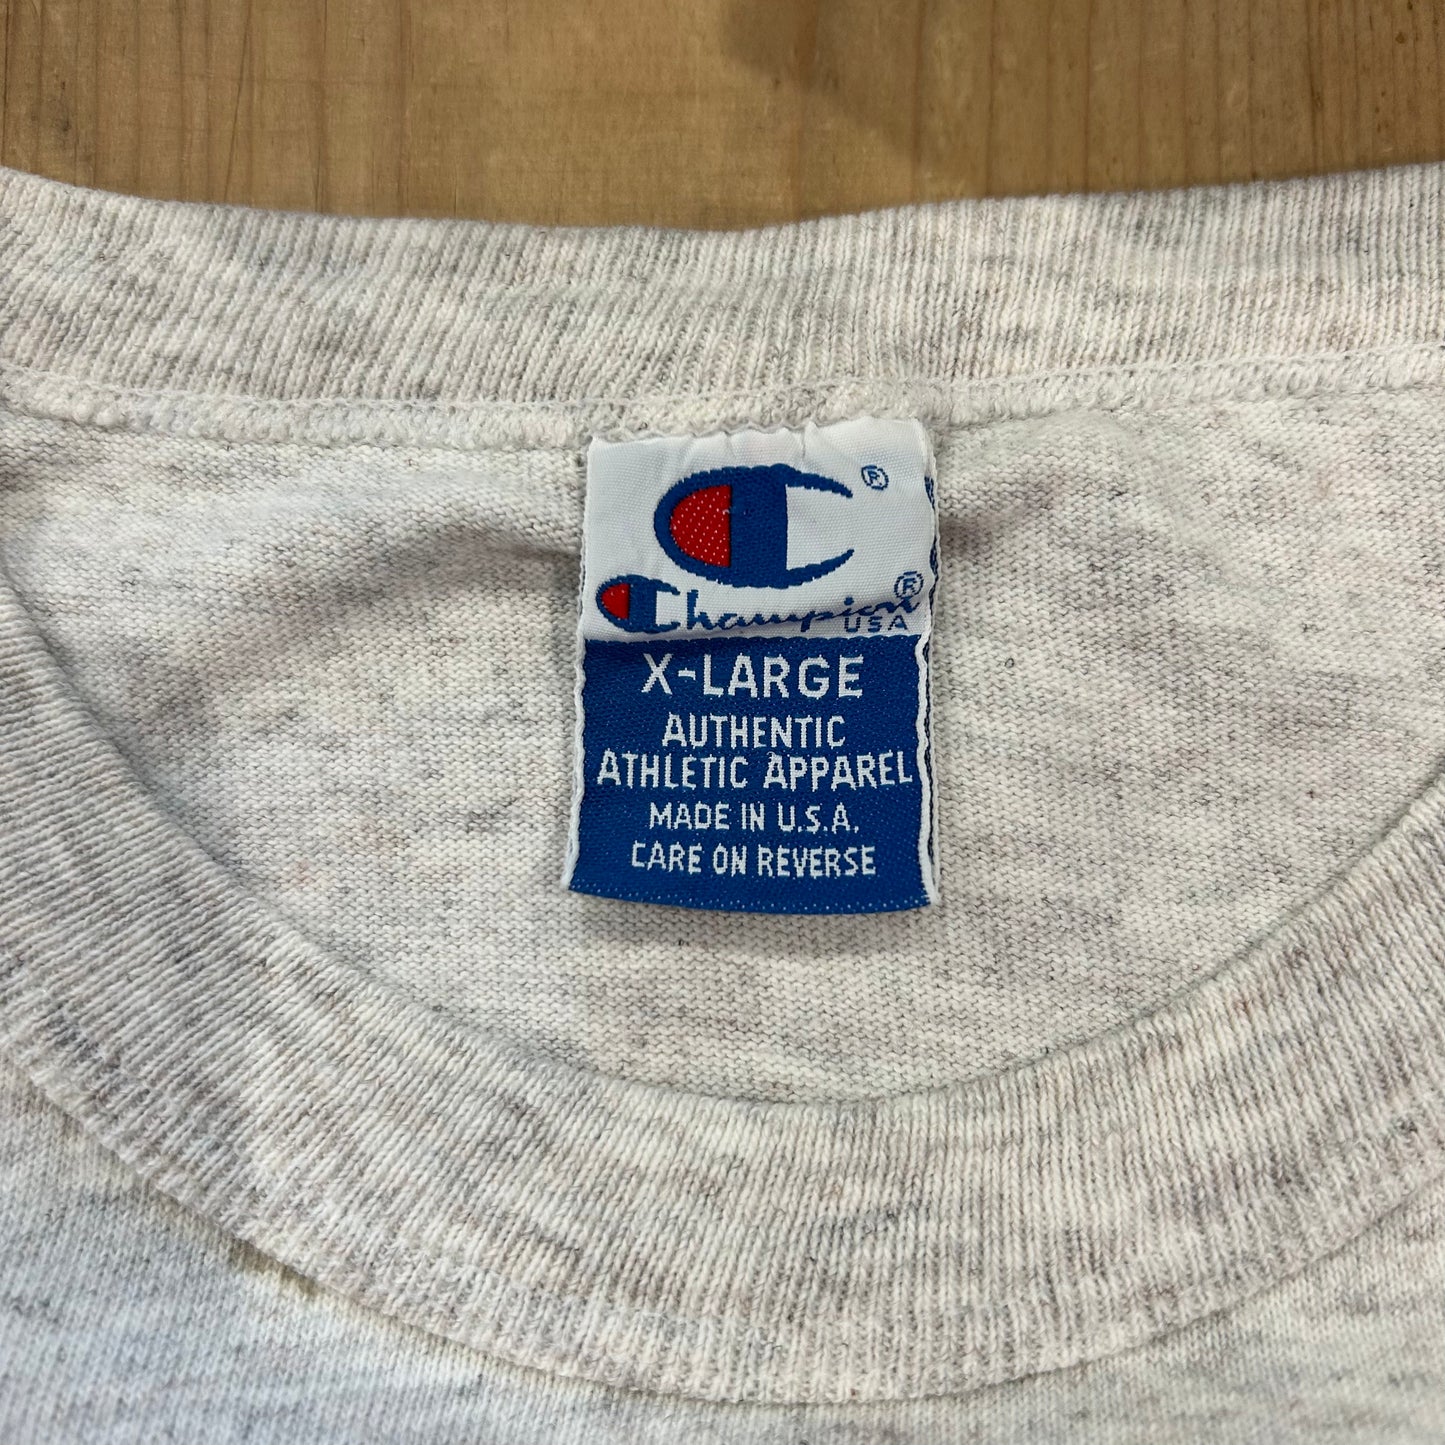 ®
Champion®
USA
X-LARGE
AUTHENTIC
ATHLETIC APPAREL
MADE IN U.S.A.
CARE ON REVERSE